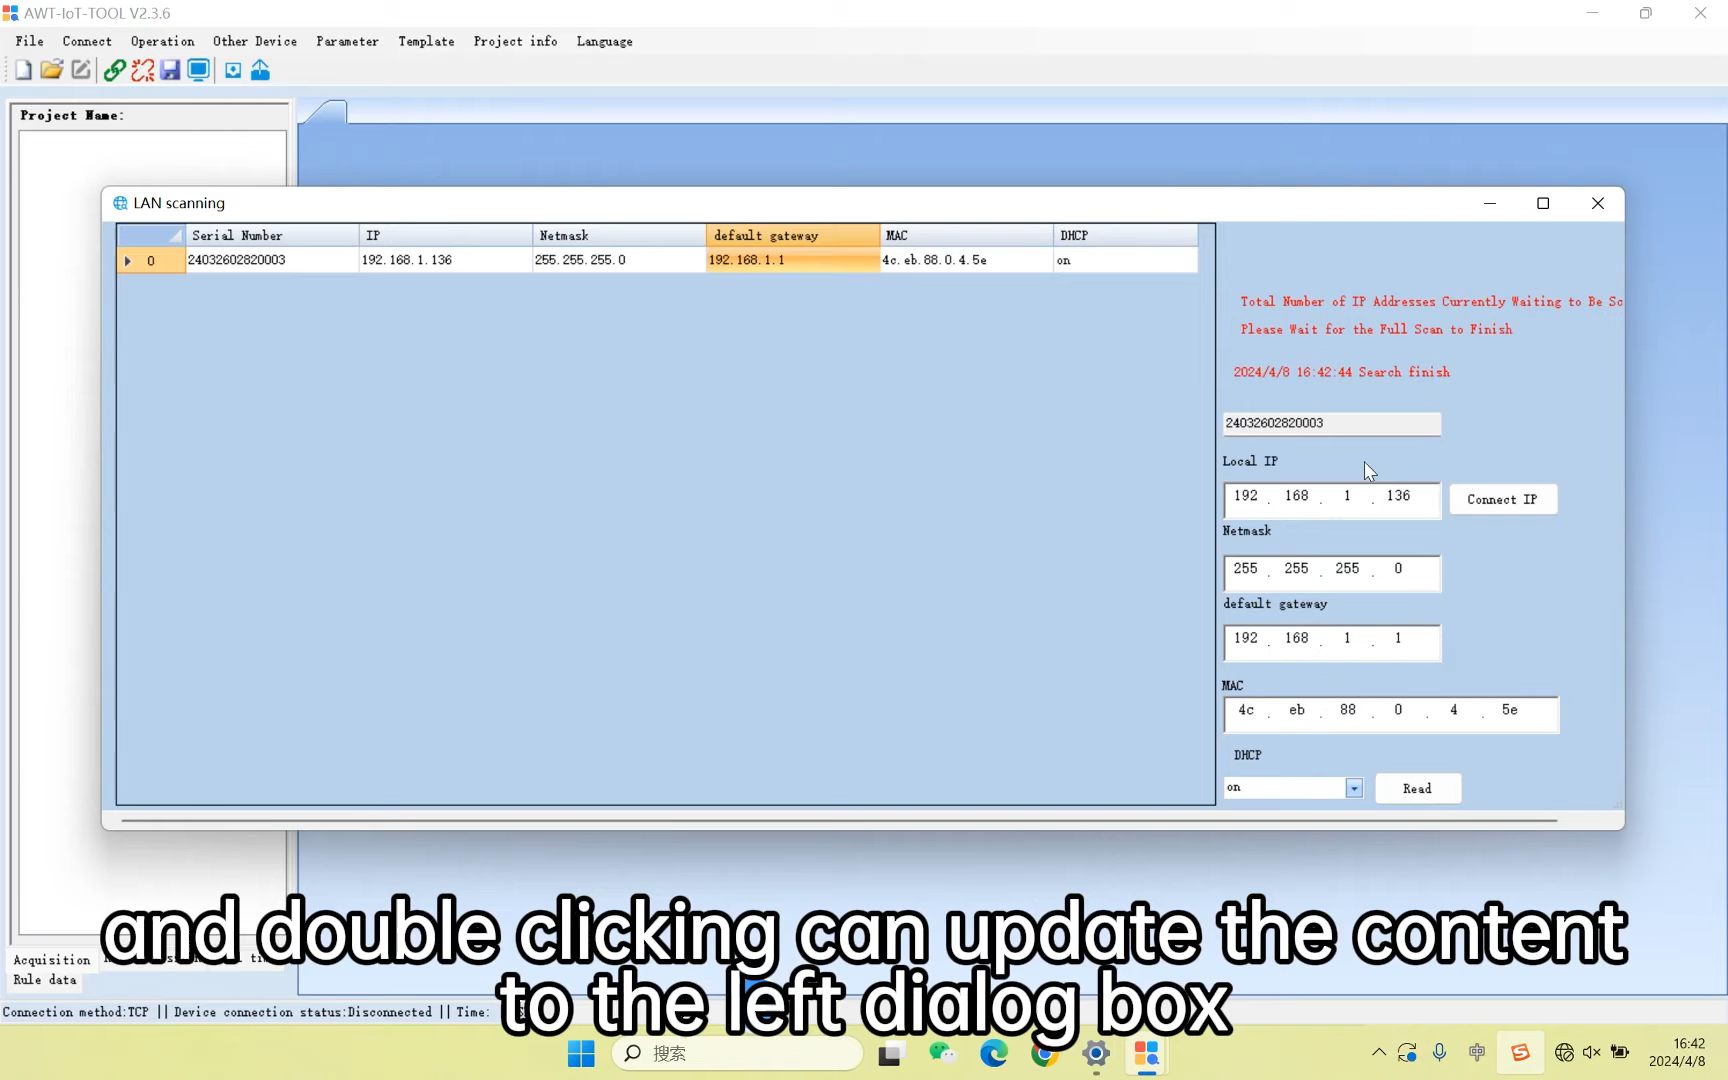 AWT-IoT-TOOL V2.3.6
File Connect Operation Other Device Parameter Template Project info Language
Project Name:
LAN scanning
Serial Number IP Netmask default gateway MAC DHCP
0 24032602820003 192.168.1.136 255.255.255.0 192.168.1.1 4c.eb.88.0.4.5e on
Total Number of IP Addresses Currently Waiting to Be Sc
Please Wait for the Full Scan to Finish
2024/4/8 16:42:44 Search finish
24032602820003
Local IP
192 . 168 . 1 . 136 Connect IP
Netmask
255 . 255 . 255 . 0
default gateway
192 . 168 . 1 . 1
MAC
4c . eb . 88 . 0 . 4 . 5e
DHCP
on Read
and double clicking can update the content
to the left dialog box
Acquisition
Rule data
Connection method:TCP || Device connection status:Disconnected || Time:
搜索
中
16:42
2024/4/8